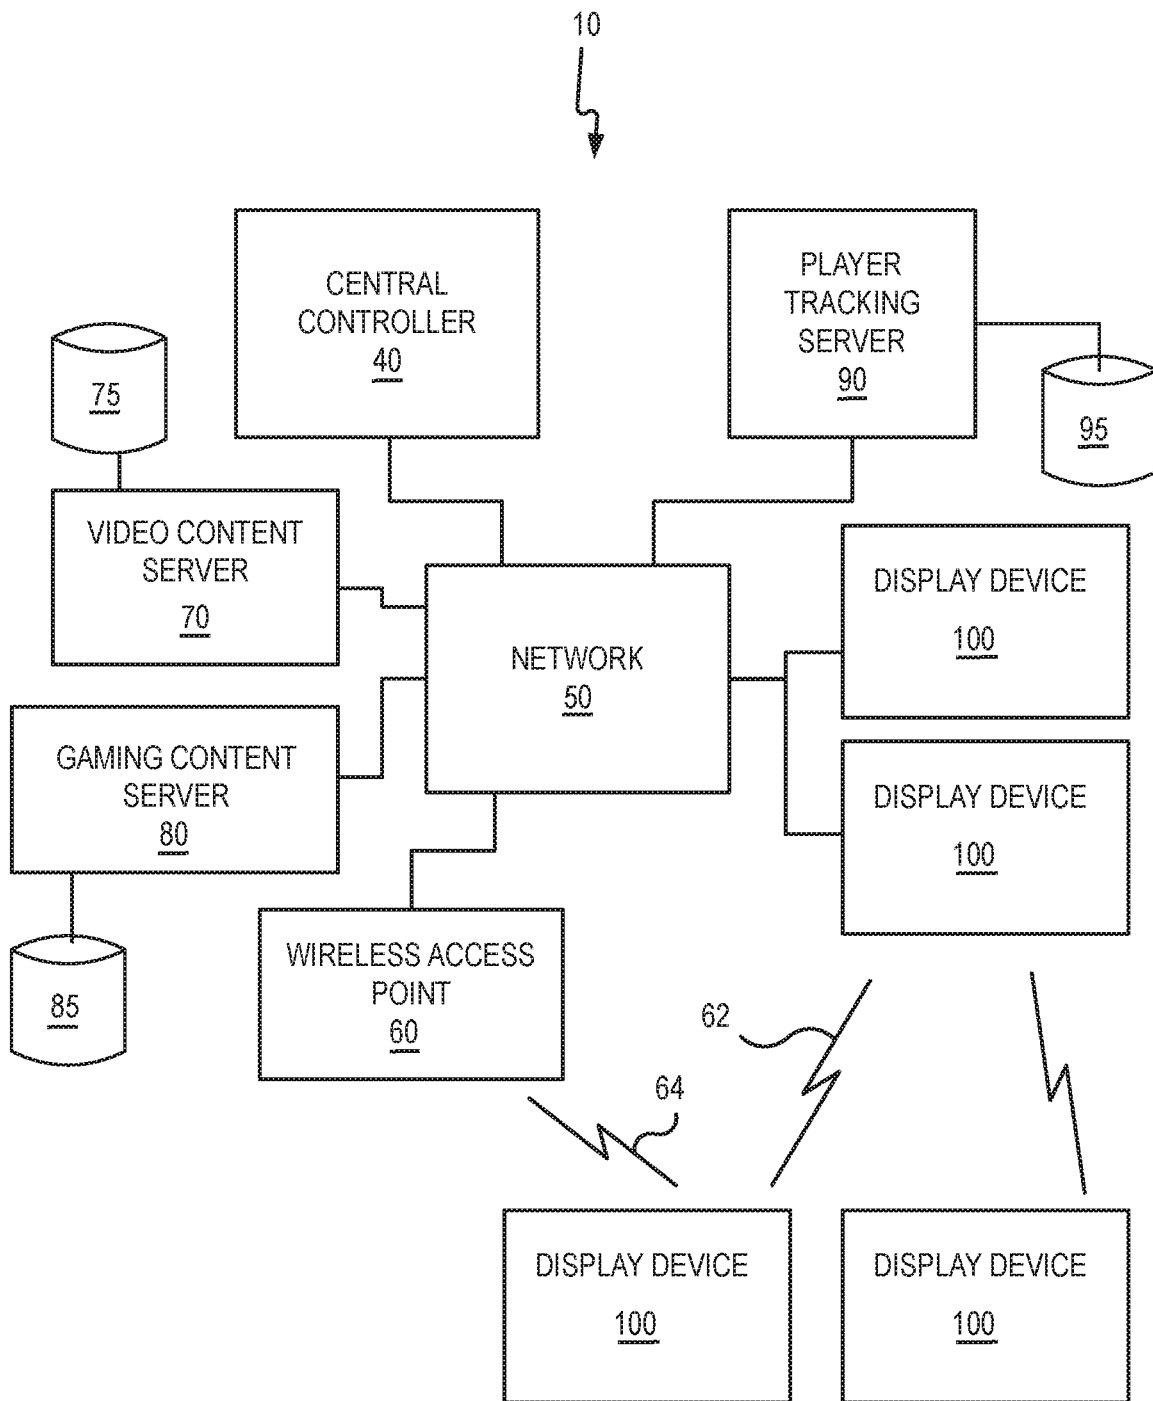 10
CENTRAL
CONTROLLER
40
PLAYER
TRACKING
SERVER
90
75
95
VIDEO CONTENT
SERVER
70
DISPLAY DEVICE
100
NETWORK
50
GAMING CONTENT
SERVER
80
DISPLAY DEVICE
100
WIRELESS ACCESS
POINT
60
85
62
64
DISPLAY DEVICE
100
DISPLAY DEVICE
100